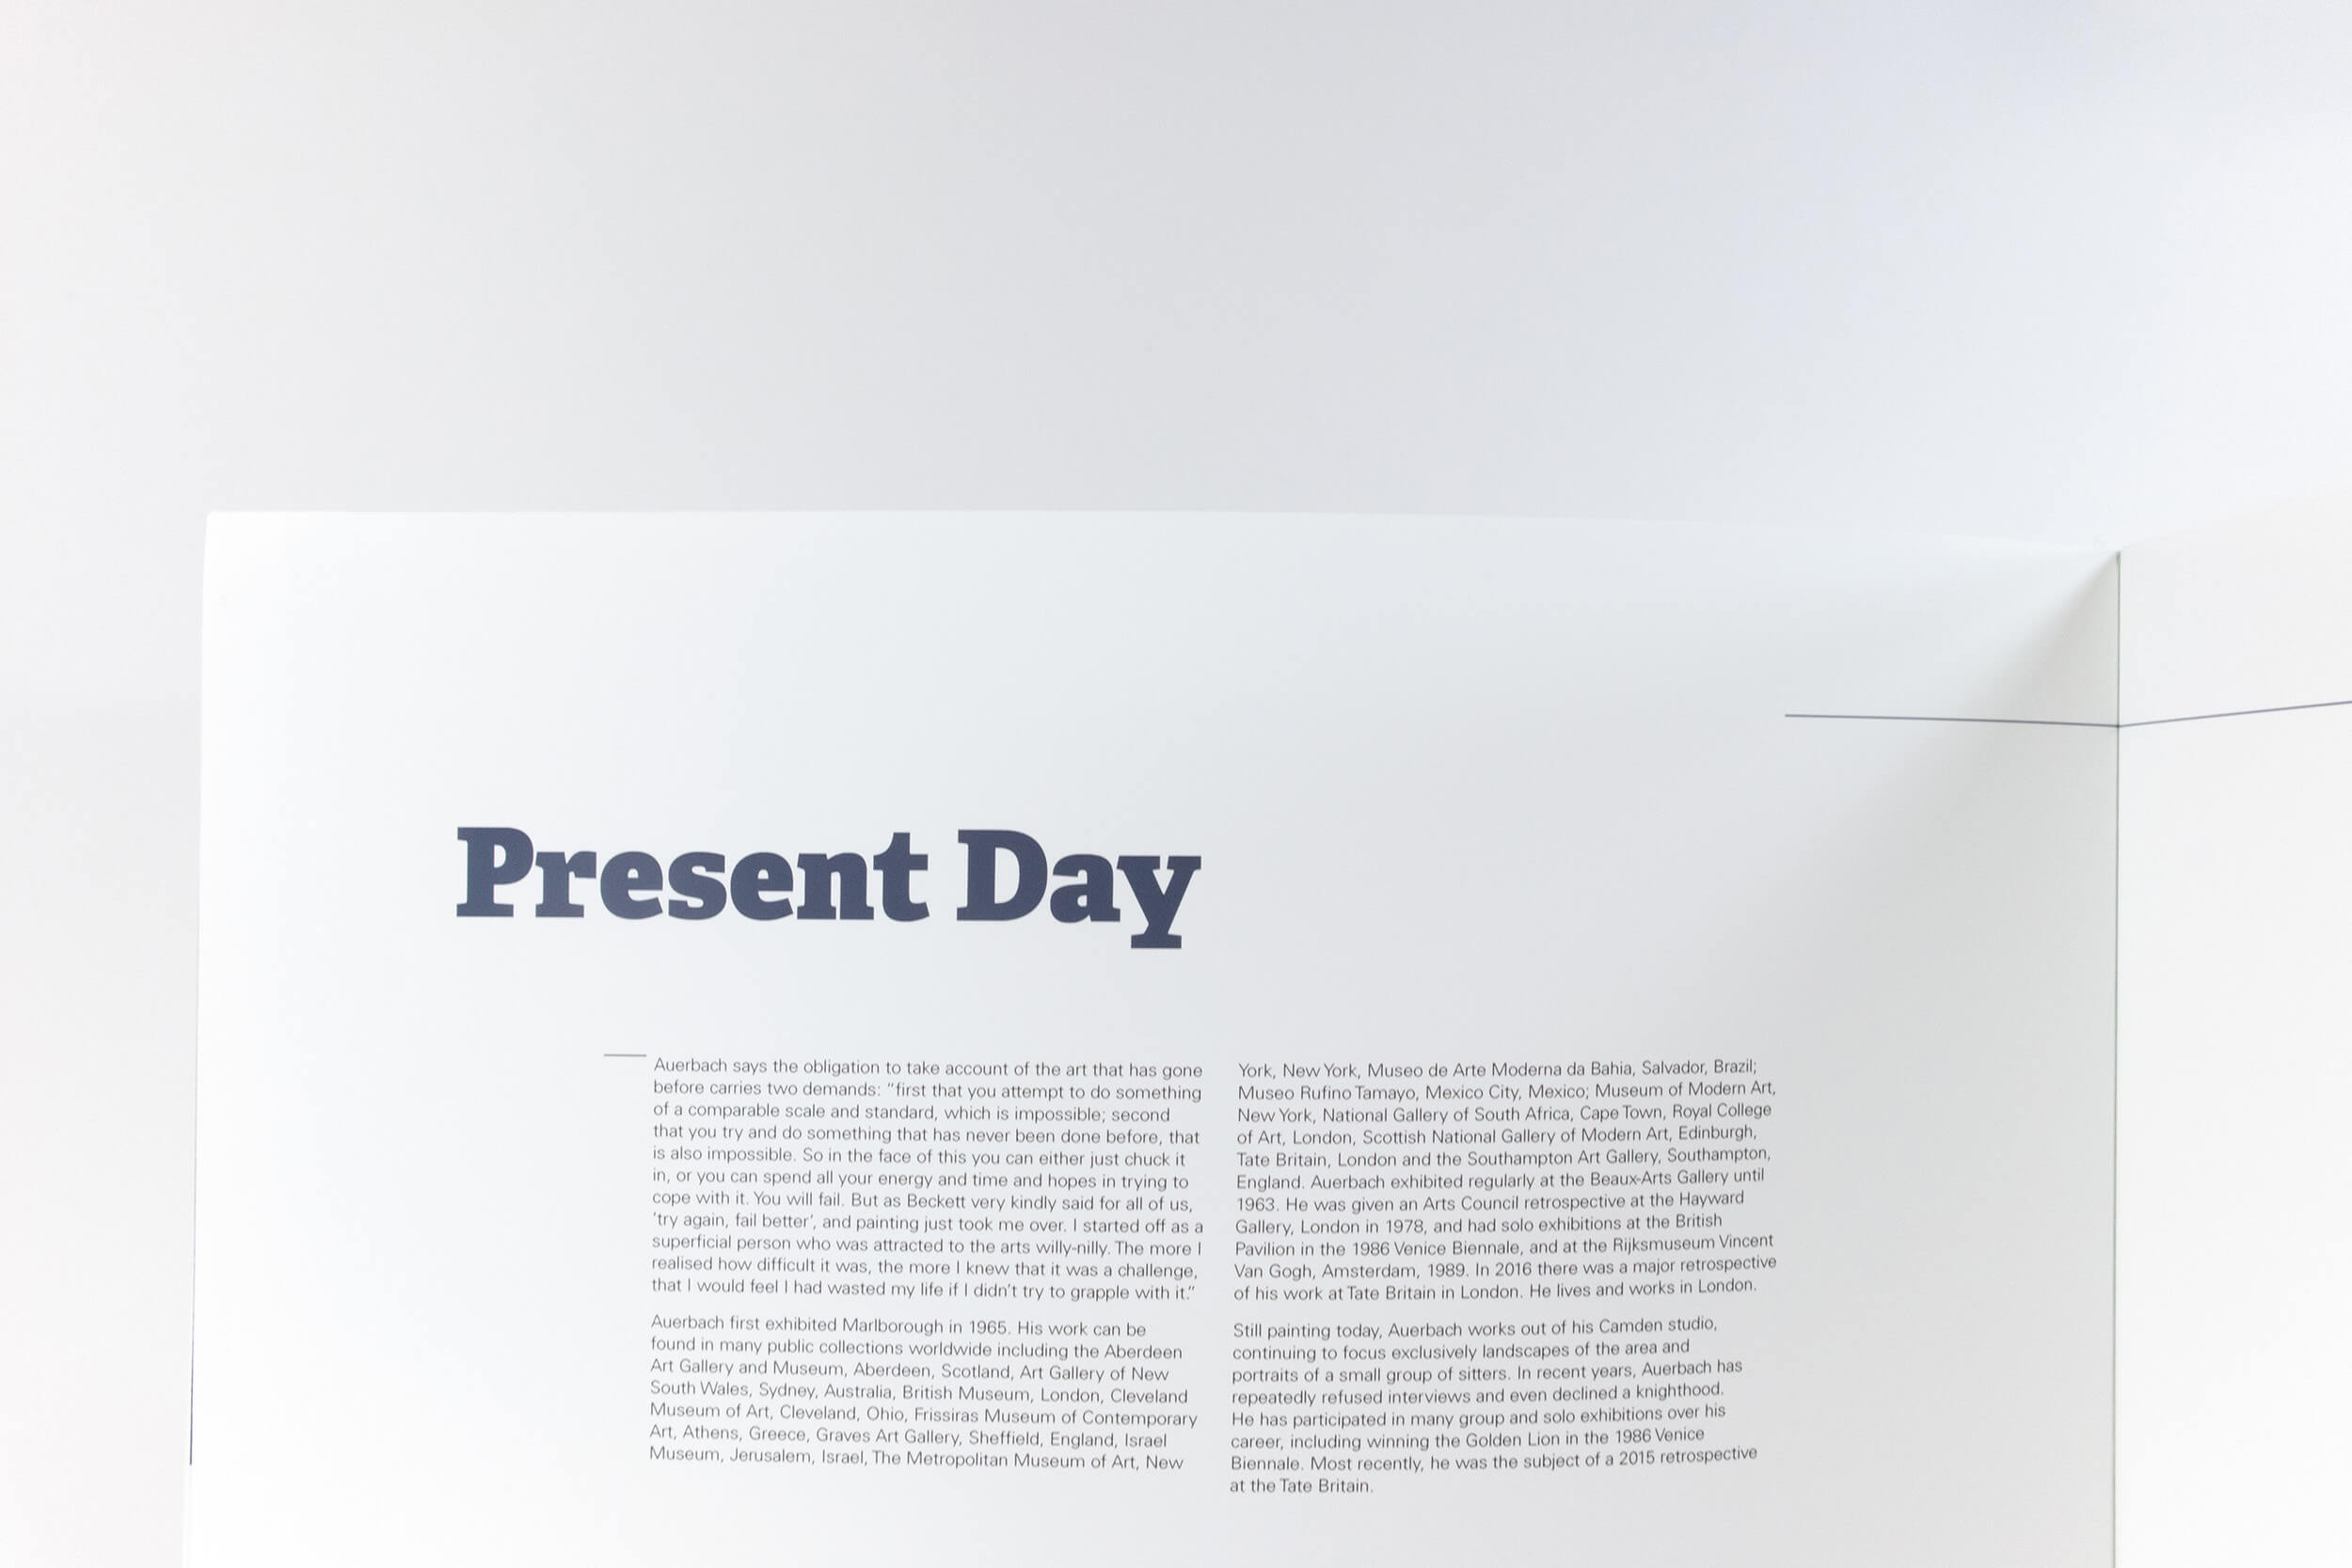 Present Day
Auerbach says the obligation to take account of the art that has gone
before carries two demands: “first that you attempt to do something
of a comparable scale and standard, which is impossible; second
that you try and do something that has never been done before, that
is also impossible. So in the face of this you can either just chuck it
in, or you can spend all your energy and time and hopes in trying to
cope with it. You will fail. But as Beckett very kindly said for all of us,
‘try again, fail better’, and painting just took me over. I started off as a
superficial person who was attracted to the arts willy-nilly. The more I
realised how difficult it was, the more I knew that it was a challenge,
that I would feel I had wasted my life if I didn’t try to grapple with it.”
Auerbach first exhibited Marlborough in 1965. His work can be
found in many public collections worldwide including the Aberdeen
Art Gallery and Museum, Aberdeen, Scotland, Art Gallery of New
South Wales, Sydney, Australia, British Museum, London, Cleveland
Museum of Art, Cleveland, Ohio, Frissiras Museum of Contemporary
Art, Athens, Greece, Graves Art Gallery, Sheffield, England, Israel
Museum, Jerusalem, Israel, The Metropolitan Museum of Art, New
York, New York, Museo de Arte Moderna da Bahia, Salvador, Brazil;
Museo Rufino Tamayo, Mexico City, Mexico; Museum of Modern Art,
New York, National Gallery of South Africa, Cape Town, Royal College
of Art, London, Scottish National Gallery of Modern Art, Edinburgh,
Tate Britain, London and the Southampton Art Gallery, Southampton,
England. Auerbach exhibited regularly at the Beaux-Arts Gallery until
1963. He was given an Arts Council retrospective at the Hayward
Gallery, London in 1978, and had solo exhibitions at the British
Pavilion in the 1986 Venice Biennale, and at the Rijksmuseum Vincent
Van Gogh, Amsterdam, 1989. In 2016 there was a major retrospective
of his work at Tate Britain in London. He lives and works in London.
Still painting today, Auerbach works out of his Camden studio,
continuing to focus exclusively landscapes of the area and
portraits of a small group of sitters. In recent years, Auerbach has
repeatedly refused interviews and even declined a knighthood.
He has participated in many group and solo exhibitions over his
career, including winning the Golden Lion in the 1986 Venice
Biennale. Most recently, he was the subject of a 2015 retrospective
at the Tate Britain.